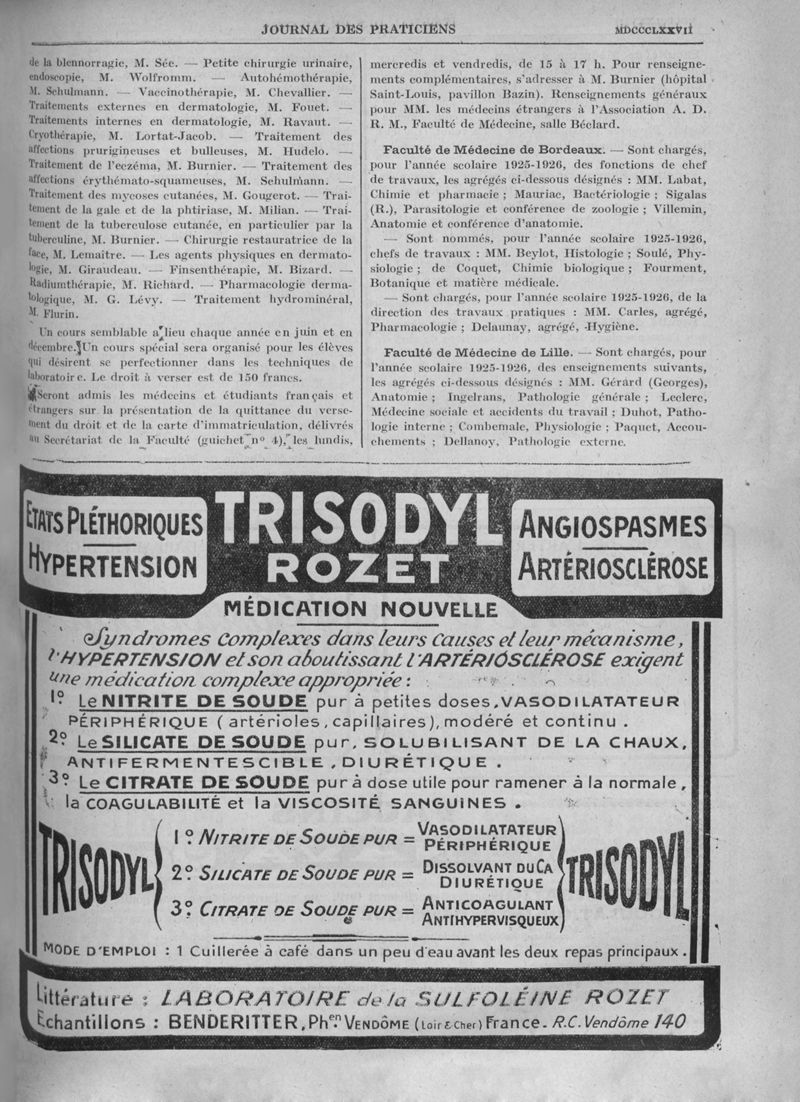 JOURNAL DES PRATICIENS
MDCCCLXXVII
de la blennorragie, M. Sée. — Petite chirurgie urinaire,
endoscopie, M. Wolfromm. — Autohémothérapie,
M. Schulmann. — Vaccinothérapie, M. Chevallier. —
Traitements externes en dermatologie, M. Fouet. —
Traitements internes en dermatologie, M. Ravaut. —
Cryothérapie, M. Lortat-Jacob. — Traitement des
affections prurigineuses et bulleuses, M. Hudelo. —
Traitement de l'eczéma, M. Burnier. — Traitement des
affections érythémato-squameuses, M. Schulmann. —
Traitement des mycoses cutanées, M. Gougerot. — Trai-
tement de la gale et de la phtiriase, M. Milian. — Trai-
tement de la tuberculose cutanée, en particulier par la
tuberculine, M. Burnier. — Chirurgie restauratrice de la
face, M. Lemaître. — Les agents physiques en dermato-
logie, M. Giraudeau. — Finsenthérapie, M. Bizard. —
Radiumthérapie, M. Richard. — Pharmacologie derma-
tologique, M. G. Lévy. — Traitement hydrominéral,
M. Flurin.
Un cours semblable a lieu chaque année en juin et en
décembre. Un cours spécial sera organisé pour les élèves
qui désirent se perfectionner dans les techniques de
laboratoire. Le droit à verser est de 150 francs.
Seront admis les médecins et étudiants français et
étrangers sur la présentation de la quittance du verse-
ment du droit et de la carte d'immatriculation, délivrés
au Secrétariat de la Faculté (guichet n° 4), les lundis,
mercredis et vendredis, de 15 à 17 h. Pour renseigne-
ments complémentaires, s'adresser à M. Burnier (hôpital
Saint-Louis, pavillon Bazin). Renseignements généraux
pour MM. les médecins étrangers à l'Association A. D.
R. M., Faculté de Médecine, salle Béclard.
Faculté de Médecine de Bordeaux. — Sont chargés,
pour l'année scolaire 1925-1926, des fonctions de chef
de travaux, les agrégés ci-dessous désignés : MM. Labat,
Chimie et pharmacie ; Mauriac, Bactériologie ; Sigalas
(R.), Parasitologie et conférence de zoologie ; Villemin,
Anatomie et conférence d'anatomie.
— Sont nommés, pour l'année scolaire 1925-1926,
chefs de travaux : MM. Beylot, Histologie ; Soulé, Phy-
siologie ; de Coquet, Chimie biologique ; Fourment,
Botanique et matière médicale.
— Sont chargés, pour l'année scolaire 1925-1926, de la
direction des travaux pratiques : MM. Carles, agrégé,
Pharmacologie ; Delaunay, agrégé, Hygiène.
Faculté de Médecine de Lille. — Sont chargés, pour
l'année scolaire 1925-1926, des enseignements suivants,
les agrégés ci-dessous désignés : MM. Gérard (Georges),
Anatomie ; Ingelrans, Pathologie générale ; Leclerc,
Médecine sociale et accidents du travail ; Duhot, Patho-
logie interne ; Combemale, Physiologie ; Paquet, Accou-
chements ; Dellanoy, Pathologie externe.
ETATS PLÉTHORIQUES
HYPERTENSION
TRISODYL
ROZET
ANGIOSPASMES
ARTÉRIOSCLÉROSE
MÉDICATION NOUVELLE
Syndromes complexes dans leurs causes et leur mécanisme,
l'HYPERTENSION et son aboutissant l'ARTÉRIOSCLÉROSE exigent
une médication complexe appropriée :
1° Le NITRITE DE SOUDE pur à petites doses, VASODILATATEUR
PÉRIPHÉRIQUE (artérioles, capillaires), modéré et continu.
2° Le SILICATE DE SOUDE pur, SOLUBILISANT DE LA CHAUX,
ANTIFERMENTESCIBLE, DIURÉTIQUE.
3° Le CITRATE DE SOUDE pur à dose utile pour ramener à la normale,
la COAGULABILITÉ et la VISCOSITÉ SANGUINES.
TRISODYL
1° NITRITE DE SOUDE PUR = VASODILATATEUR PÉRIPHÉRIQUE
2° SILICATE DE SOUDE PUR = DISSOLVANT DU CA DIURÉTIQUE
3° CITRATE DE SOUDE PUR = ANTICOAGULANT ANTIHYPERVISQUEUX
TRISODYL
MODE D'EMPLOI : 1 Cuillerée à café dans un peu d'eau avant les deux repas principaux.
Littérature : LABORATOIRE de la SULFOLÉINE ROZET
Echantillons : BENDERITTER, Phen. VENDÔME (Loir & Cher) France. R.C. Vendôme 140